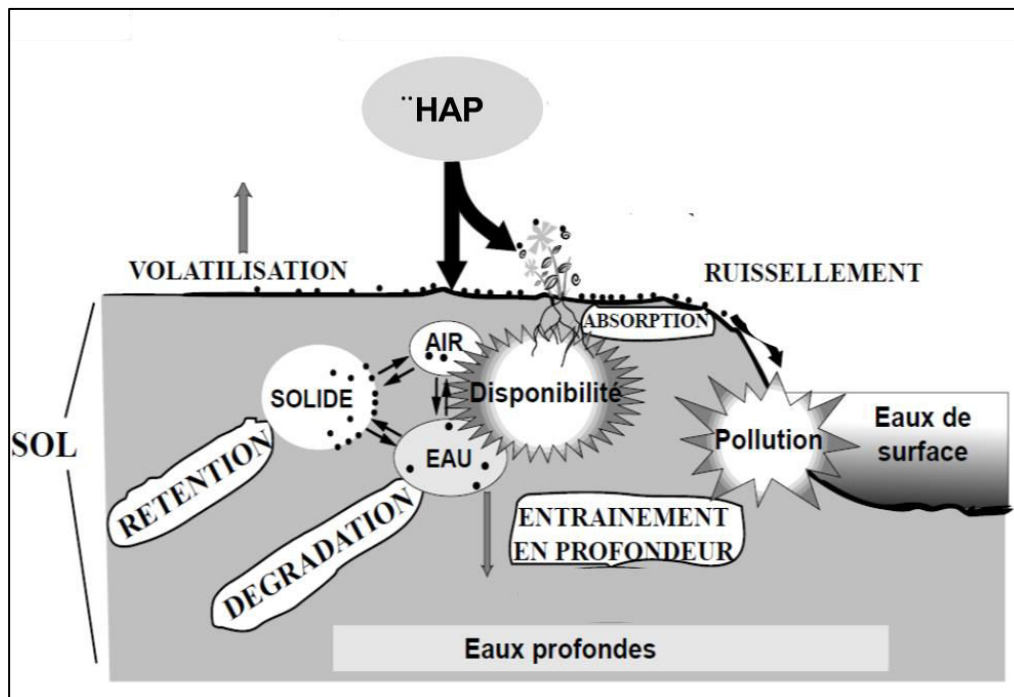 ¨HAP
VOLATILISATION
RUISSELLEMENT
ABSORPTION
AIR
SOLIDE
Disponibilité
SOL
EAU
Pollution
Eaux de
surface
RETENTION
DEGRADATION
ENTRAINEMENT
EN PROFONDEUR
Eaux profondes